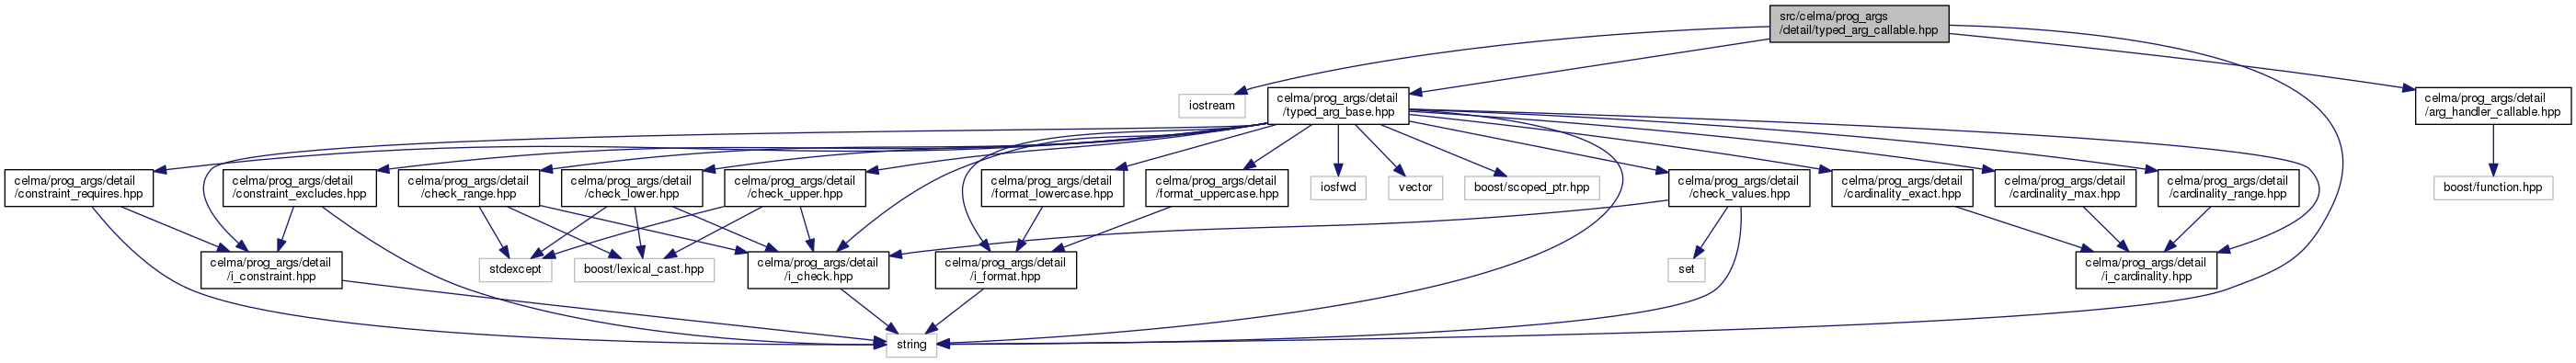 src/celma/prog_args
/detail/typed_arg_callable.hpp
iostream
celma/prog_args/detail
/typed_arg_base.hpp
celma/prog_args/detail
/arg_handler_callable.hpp
celma/prog_args/detail
/constraint_requires.hpp
celma/prog_args/detail
/constraint_excludes.hpp
celma/prog_args/detail
/check_range.hpp
celma/prog_args/detail
/check_lower.hpp
celma/prog_args/detail
/check_upper.hpp
celma/prog_args/detail
/format_lowercase.hpp
celma/prog_args/detail
/format_uppercase.hpp
iosfwd
vector
boost/scoped_ptr.hpp
celma/prog_args/detail
/check_values.hpp
celma/prog_args/detail
/cardinality_exact.hpp
celma/prog_args/detail
/cardinality_max.hpp
celma/prog_args/detail
/cardinality_range.hpp
boost/function.hpp
celma/prog_args/detail
/i_constraint.hpp
stdexcept
boost/lexical_cast.hpp
celma/prog_args/detail
/i_check.hpp
celma/prog_args/detail
/i_format.hpp
set
celma/prog_args/detail
/i_cardinality.hpp
string